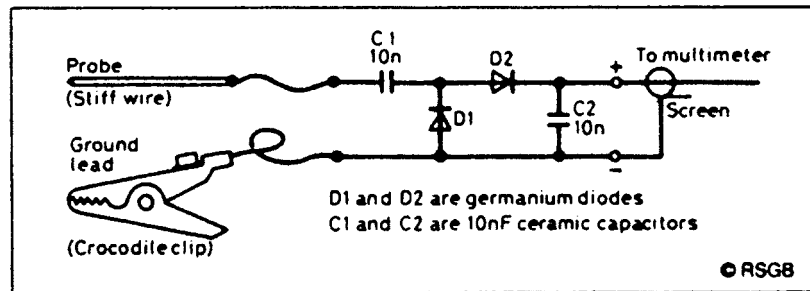 Probe
(Stiff wire)
C1
10n
D2
To multimeter
+
Screen
D1
C2
10n
-
Ground
lead
(Crocodile clip)
D1 and D2 are germanium diodes
C1 and C2 are 10nF ceramic capacitors
© RSGB